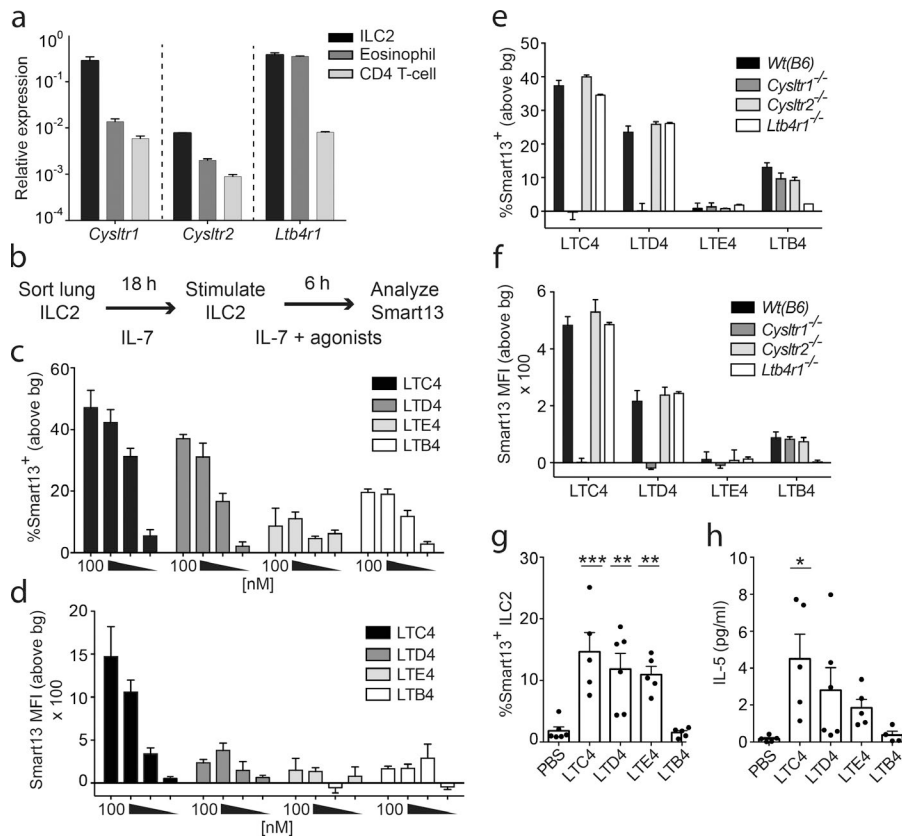 a
ILC2
Eosinophil
CD4 T-cell
Relative expression
10^0
10^-1
10^-2
10^-3
10^-4
Cysltr1
Cysltr2
Ltb4r1
b
Sort lung ILC2
18 h
IL-7
Stimulate ILC2
6 h
IL-7 + agonists
Analyze Smart13
c
LTC4
LTD4
LTE4
LTB4
%Smart13+ (above bg)
60
40
20
0
100
100
100
100
[nM]
d
LTC4
LTD4
LTE4
LTB4
Smart13 MFI (above bg)
x 100
20
15
10
5
0
100
100
100
100
[nM]
e
Wt(B6)
Cysltr1-/-
Cysltr2-/-
Ltb4r1-/-
%Smart13+ (above bg)
60
40
20
0
LTC4
LTD4
LTE4
LTB4
f
Wt(B6)
Cysltr1-/-
Cysltr2-/-
Ltb4r1-/-
Smart13 MFI (above bg)
x 100
6
4
2
0
LTC4
LTD4
LTE4
LTB4
g
***
**
**
%Smart13+ ILC2
30
20
10
0
PBS
LTC4
LTD4
LTE4
LTB4
h
*
IL-5 (pg/ml)
10
8
6
4
2
0
PBS
LTC4
LTD4
LTE4
LTB4